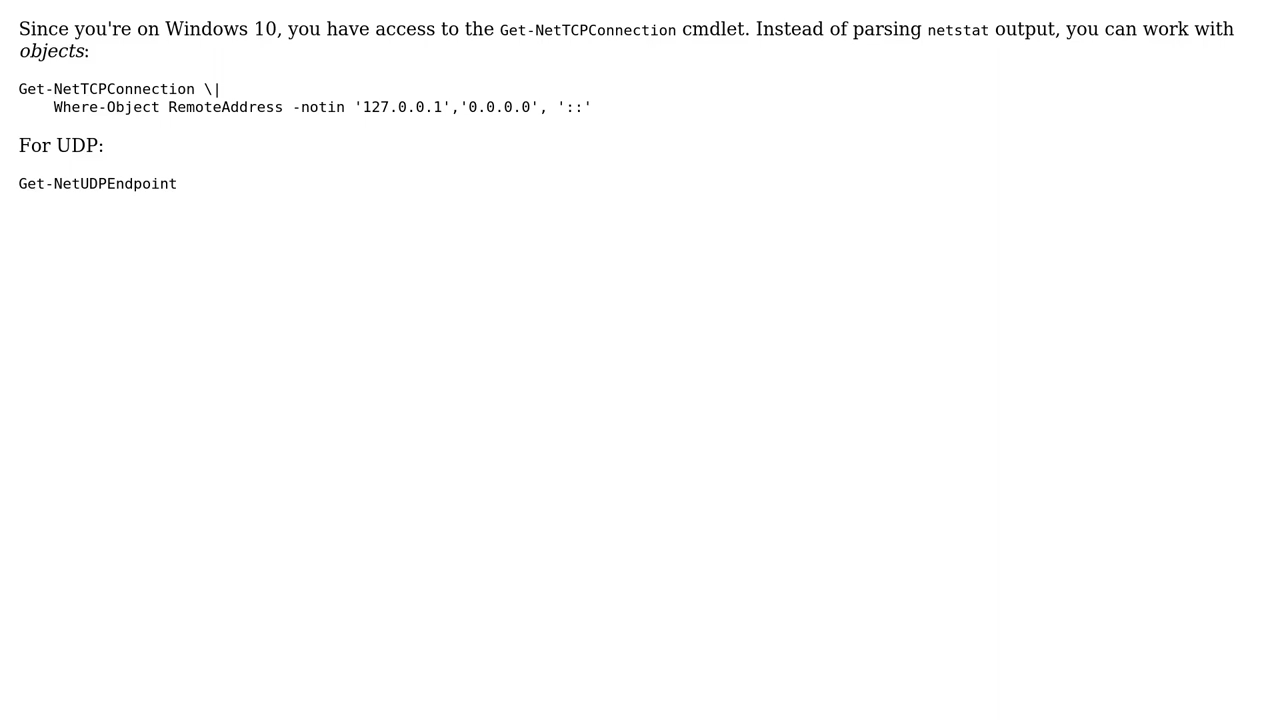 Since you're on Windows 10, you have access to the Get-NetTCPConnection cmdlet. Instead of parsing netstat output, you can work with
objects:
Get-NetTCPConnection \|
    Where-Object RemoteAddress -notin '127.0.0.1','0.0.0.0', '::'
For UDP:
Get-NetUDPEndpoint